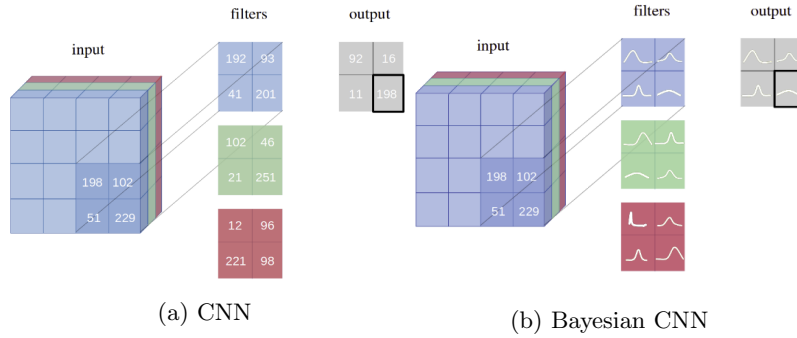 filters
output
input
192 93
41 201
92 16
11 198
198 102
51 229
102 46
21 251
12 96
221 98
(a) CNN
filters
output
input
198 102
51 229
(b) Bayesian CNN